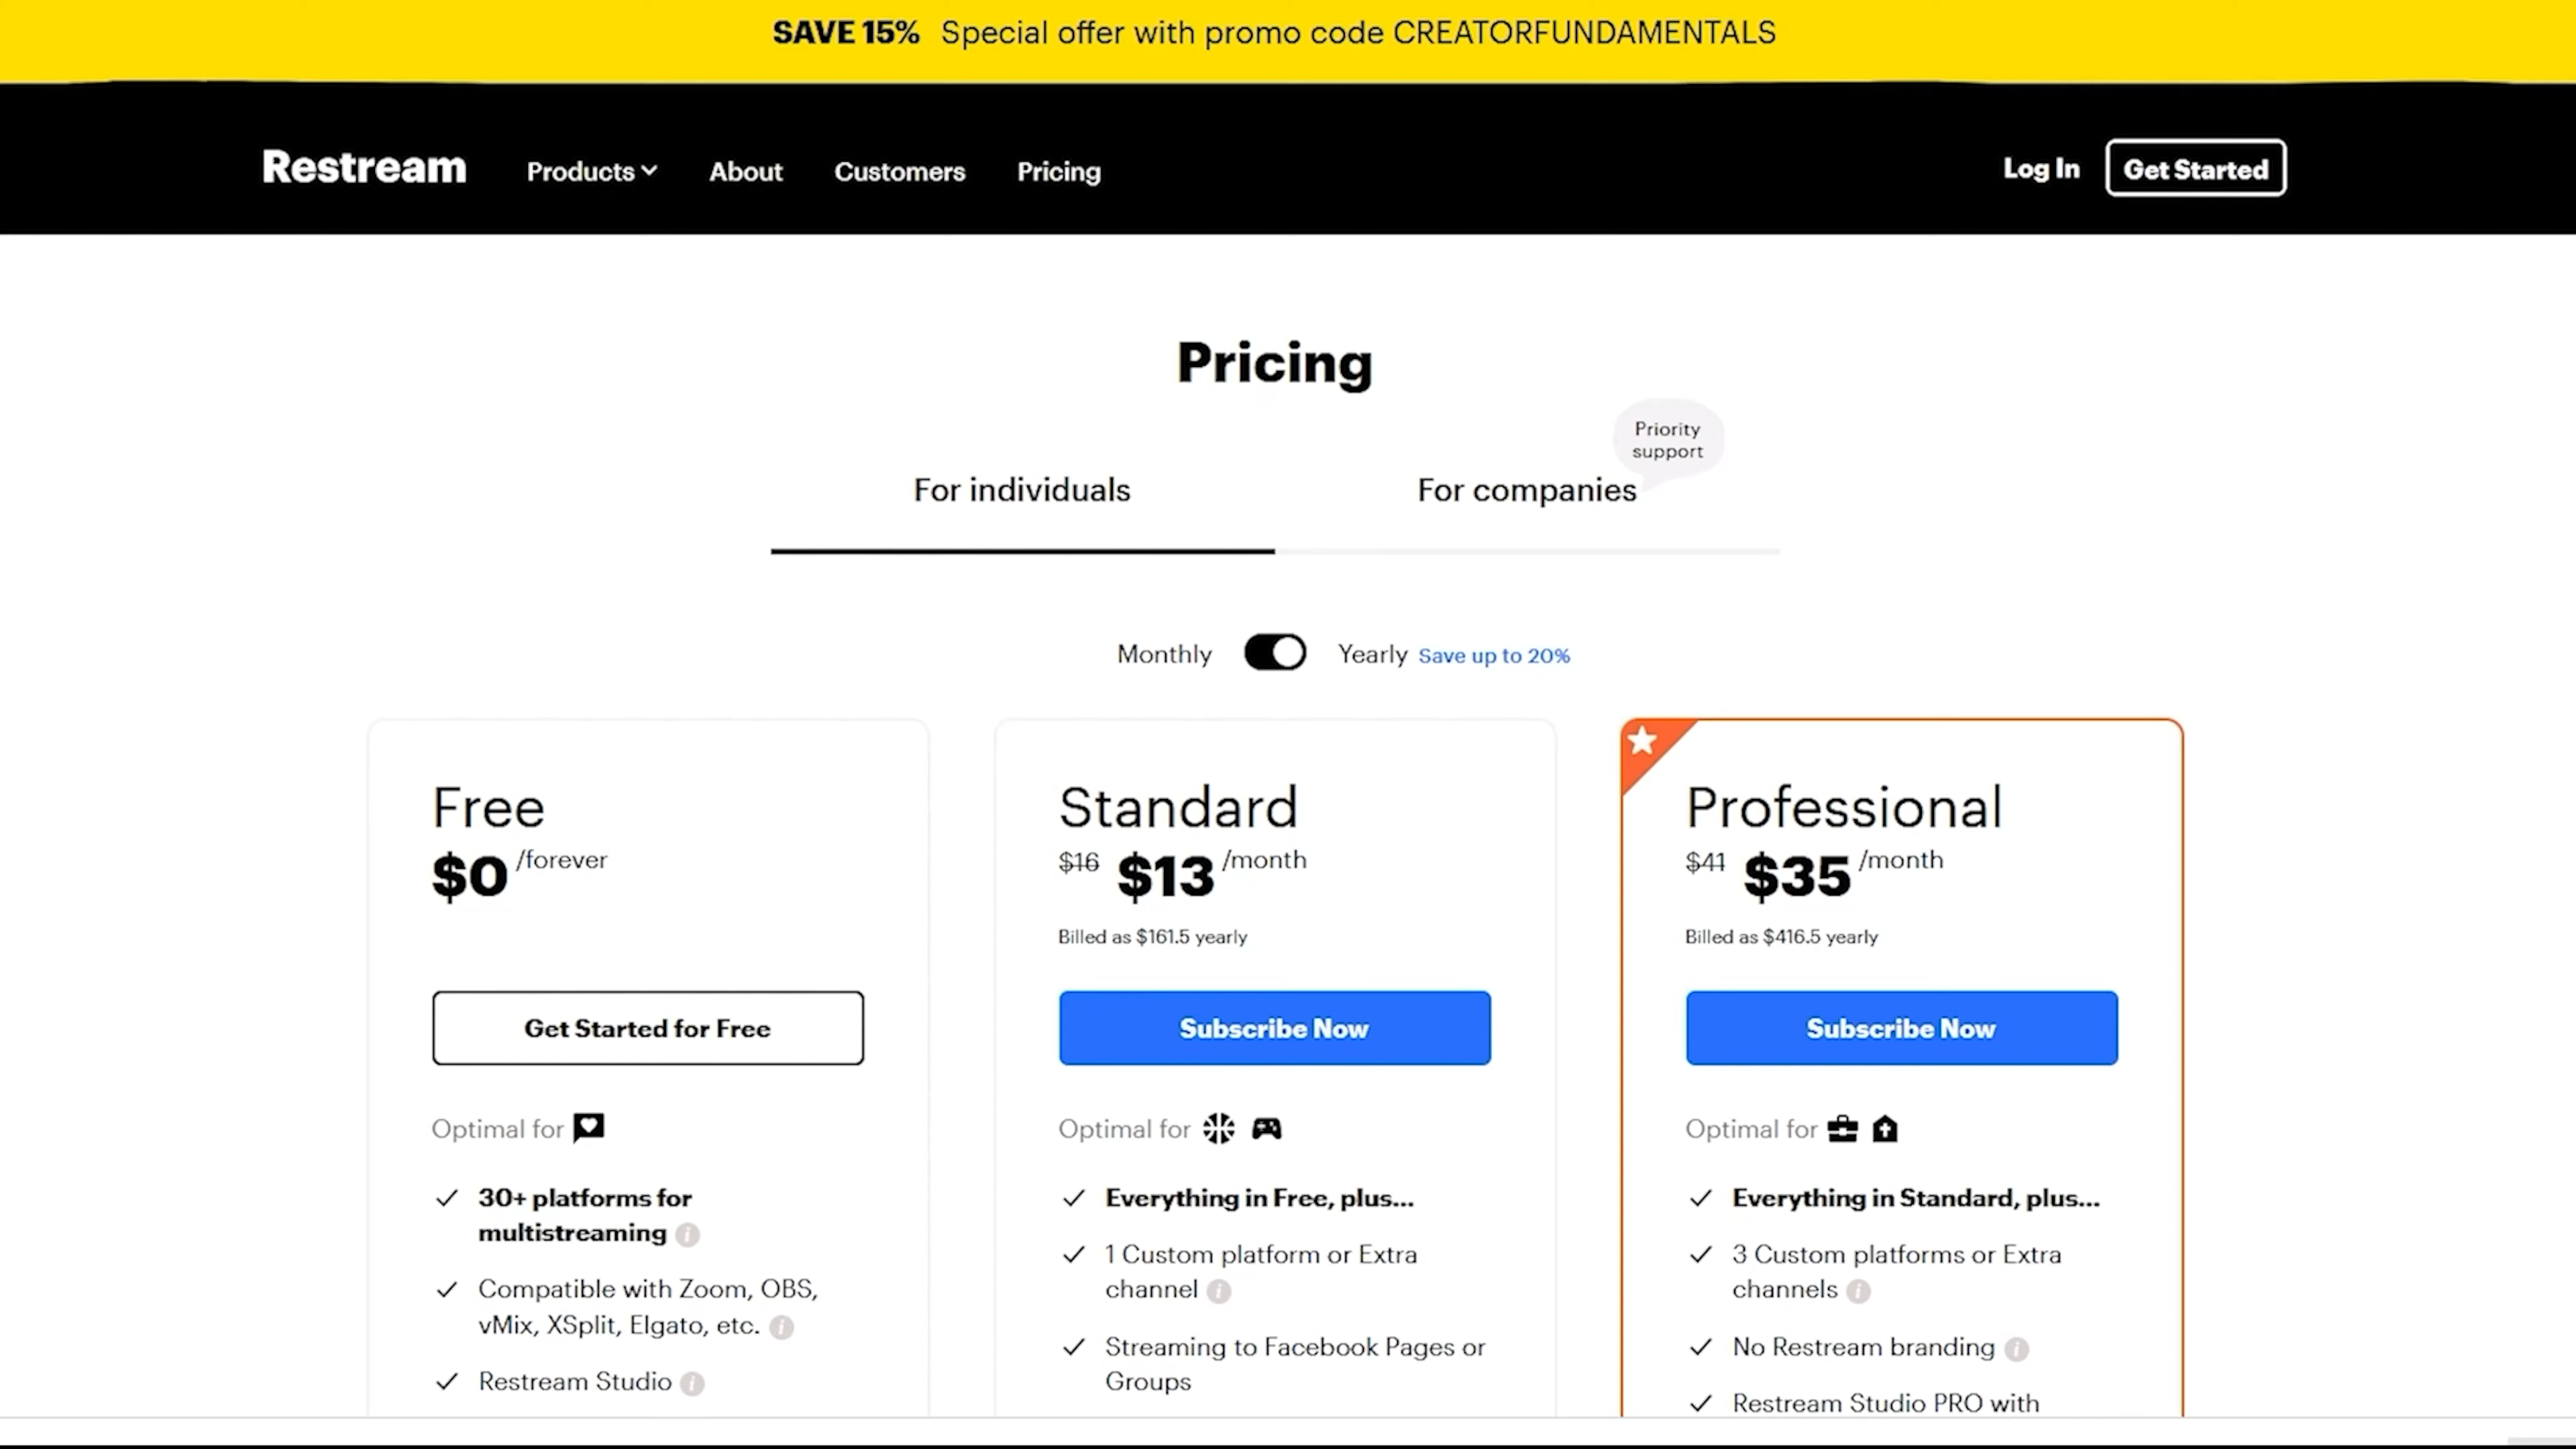 SAVE 15% Special offer with promo code CREATORFUNDAMENTALS
Restream Products About Customers Pricing Log In Get Started
Pricing
Priority
support
For individuals For companies
Monthly Yearly Save up to 20%
Free
$0 /forever
Get Started for Free
Optimal for
30+ platforms for
multistreaming
Compatible with Zoom, OBS,
vMix, XSplit, Elgato, etc.
Restream Studio
Standard
$16 $13 /month
Billed as $161.5 yearly
Subscribe Now
Optimal for
Everything in Free, plus...
1 Custom platform or Extra
channel
Streaming to Facebook Pages or
Groups
Professional
$41 $35 /month
Billed as $416.5 yearly
Subscribe Now
Optimal for
Everything in Standard, plus...
3 Custom platforms or Extra
channels
No Restream branding
Restream Studio PRO with